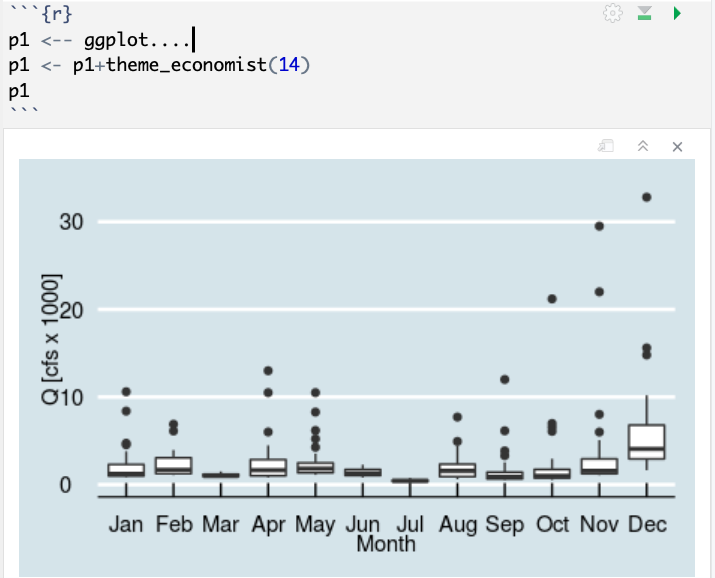 ```{r}
p1 <-- ggplot....
p1 <- p1+theme_economist(14)
p1
```
30
20
10
0
Q [cfs x 1000]
Jan Feb Mar Apr May Jun Jul Aug Sep Oct Nov Dec
Month